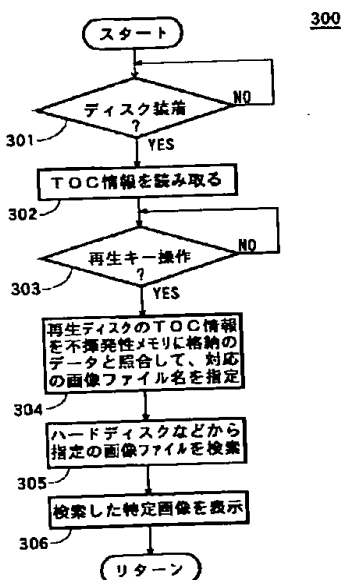 300
スタート
ディスク装着
?
NO
301
YES
TOC情報を読み取る
302
再生キー操作
?
NO
303
YES
再生ディスクのTOC情報
を不揮発性メモリに格納の
データと照合して、対応
の画像ファイル名を指定
304
ハードディスクなどから
指定の画像ファイルを検索
305
検索した特定画像を表示
306
リターン